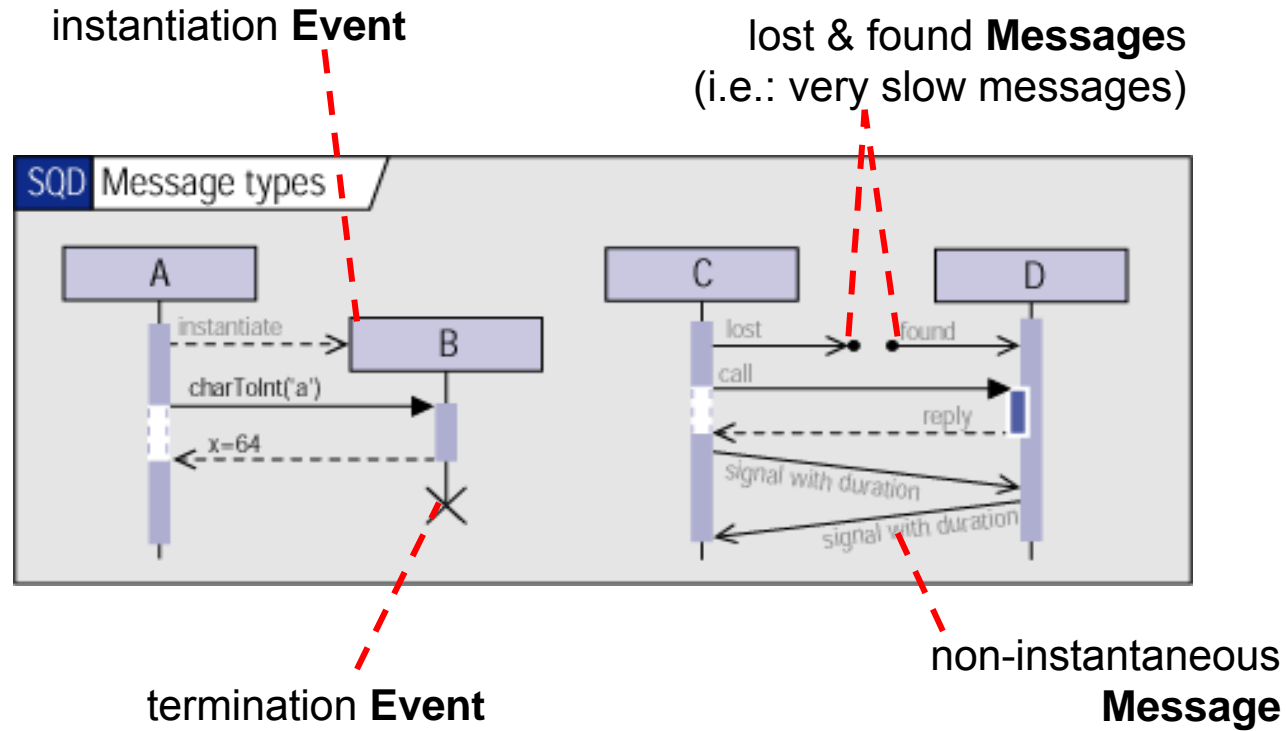 instantiation Event
lost & found Messages
(i.e.: very slow messages)
SQD Message types
A
B
C
D
instantiate
charToInt('a')
x=64
lost
found
call
reply
signal with duration
signal with duration
termination Event
non-instantaneous
Message